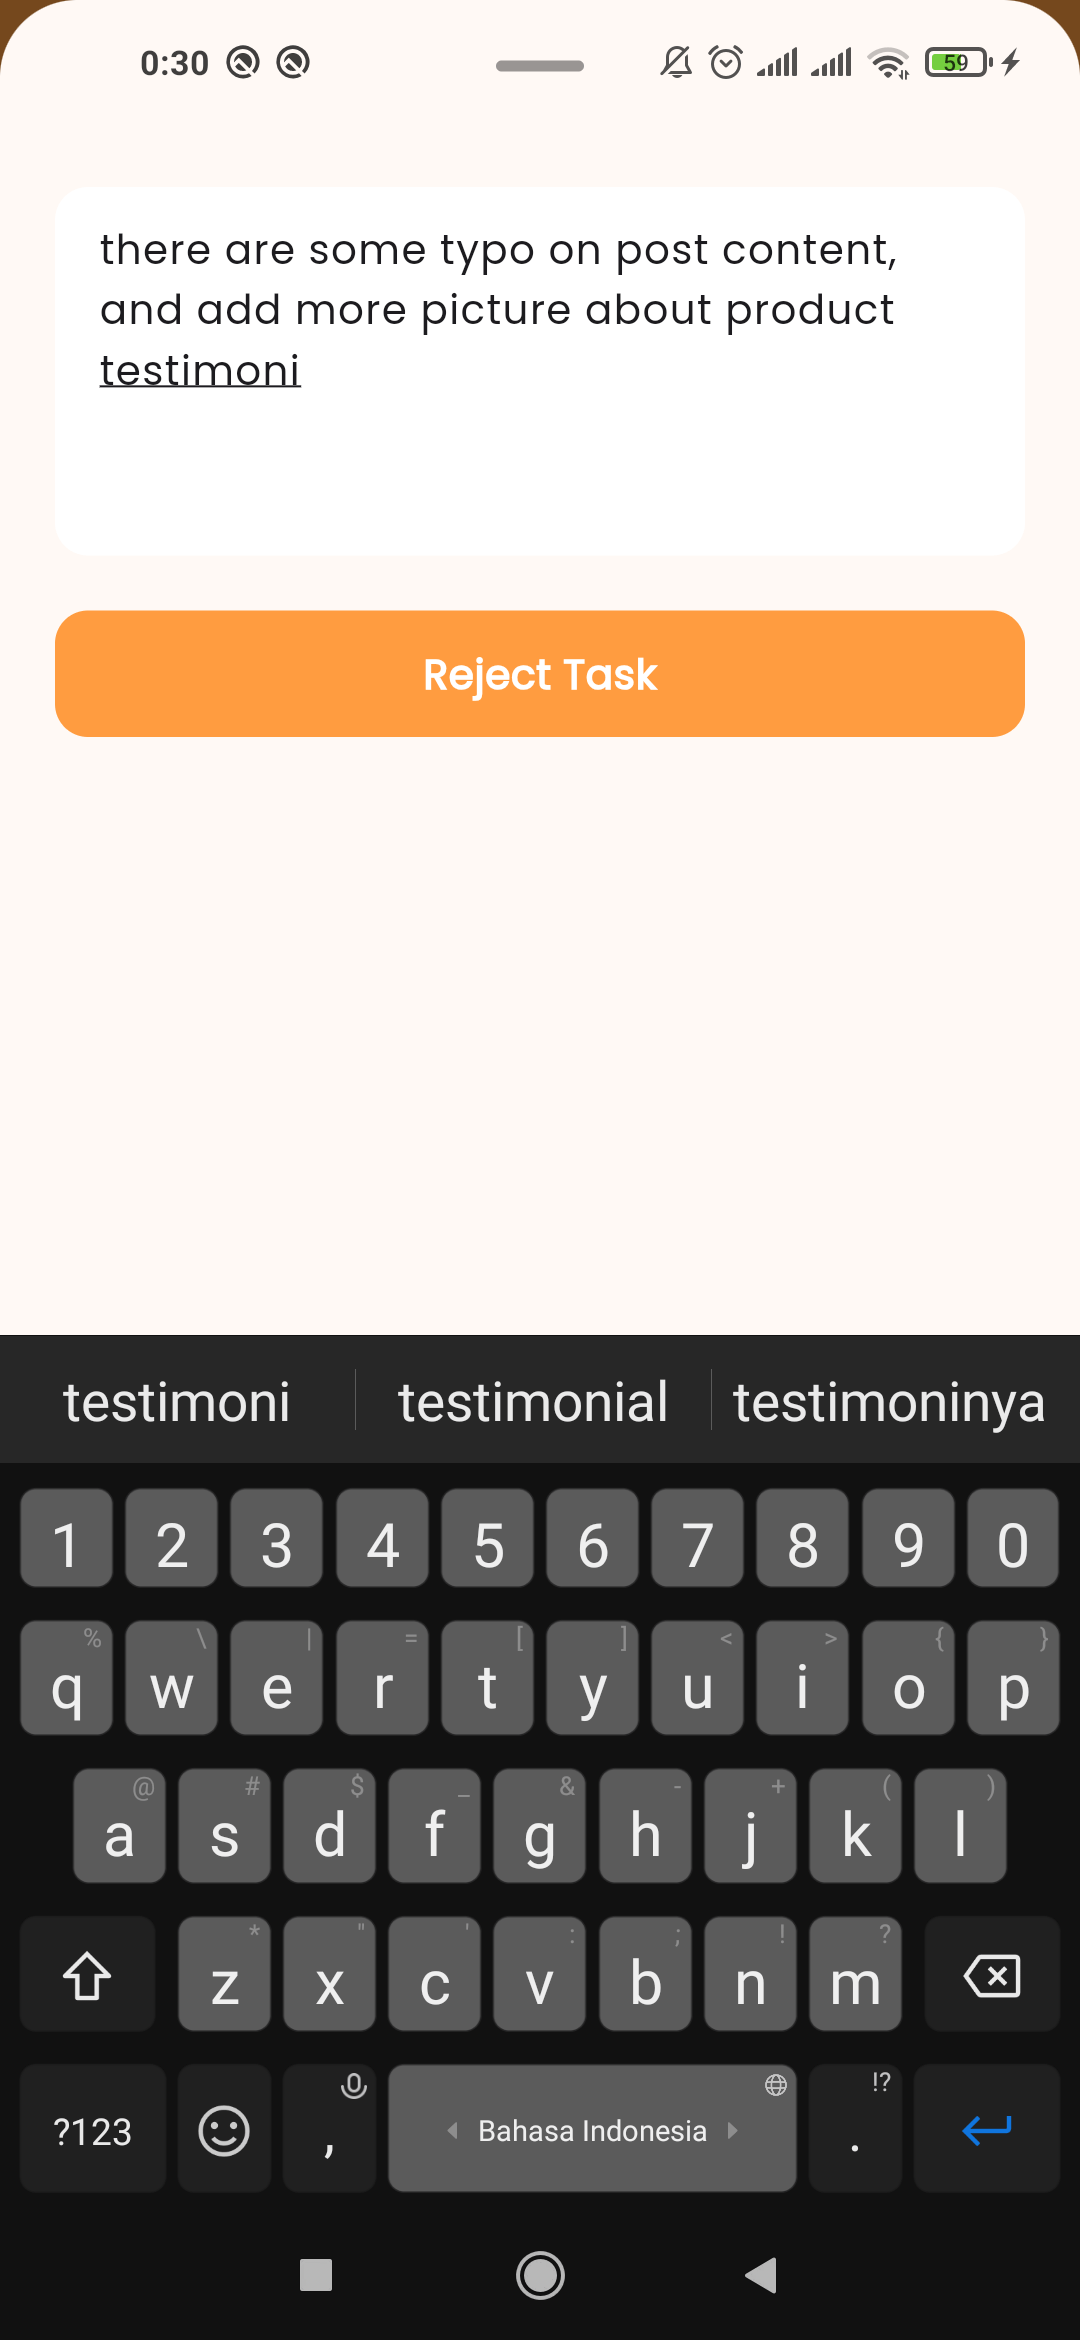 0:30
59
there are some typo on post content,
and add more picture about product
testimoni
Reject Task
testimoni testimonial testimoninya
1 2 3 4 5 6 7 8 9 0
% \ | = [ ] < > { }
q w e r t y u i o p
@ # $ _ & - + ( )
a s d f g h j k l
* " ' : ; ! ?
z x c v b n m
!?
?123 , Bahasa Indonesia .